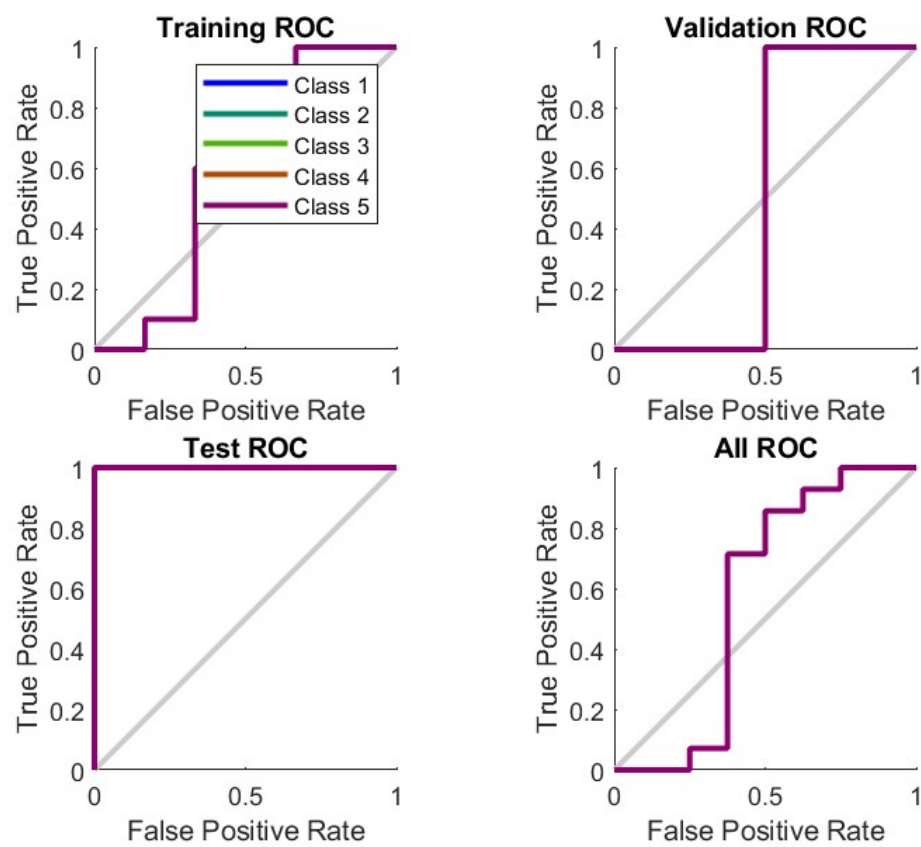 Training ROC
True Positive Rate
1
0.8
0.6
0.4
0.2
0
Class 1
Class 2
Class 3
Class 4
Class 5
0
0.5
1
False Positive Rate
Validation ROC
True Positive Rate
1
0.8
0.6
0.4
0.2
0
0
0.5
1
False Positive Rate
Test ROC
True Positive Rate
1
0.8
0.6
0.4
0.2
0
0
0.5
1
False Positive Rate
All ROC
True Positive Rate
1
0.8
0.6
0.4
0.2
0
0
0.5
1
False Positive Rate